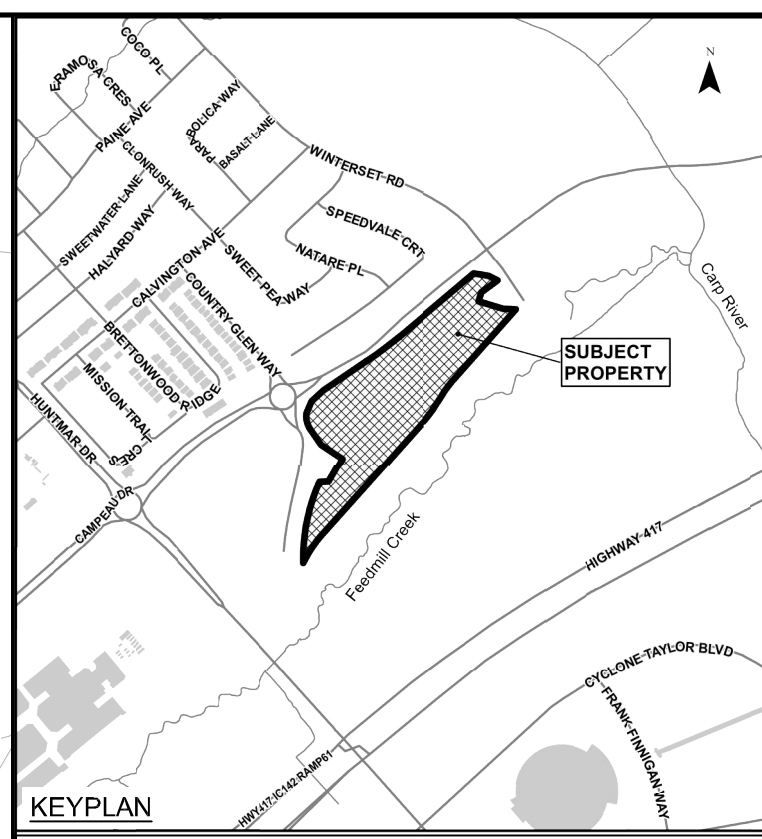 COCO PL
ERAMOSA CRES
PAINE AVE
PARABOLICA WAY
BASALT LANE
CLONRUSH WAY
WINTERSET RD
N
SWEETWATER LANE
HALYARD WAY
SPEEDVALE CRT
NATARE PL
CALVINGTON AVE
SWEET PEA WAY
COUNTRY GLEN WAY
Carp River
BRETTONWOOD RIDGE
SUBJECT
PROPERTY
MISSION TRAIL CRES
HUNTMAR DR
CAMPEAU DR
Feedmill Creek
HIGHWAY 417
CYCLONE TAYLOR BLVD
FRANK FINNIGAN WAY
HWY417 IC142 RAMP61
KEYPLAN